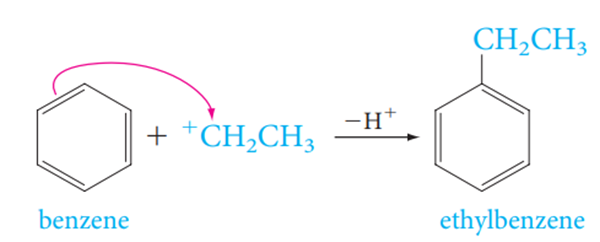 CH₂CH₃
+ ⁺CH₂CH₃ −H⁺
benzene ethylbenzene